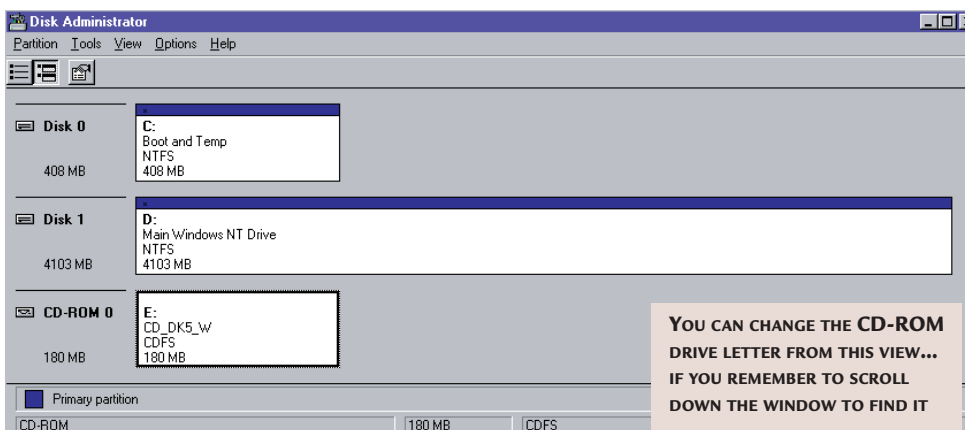 Disk Administrator
Partition Tools View Options Help
Disk 0
408 MB
C:
Boot and Temp
NTFS
408 MB
Disk 1
4103 MB
D:
Main Windows NT Drive
NTFS
4103 MB
CD-ROM 0
180 MB
E:
CD_DK5_W
CDFS
180 MB
YOU CAN CHANGE THE CD-ROM
DRIVE LETTER FROM THIS VIEW...
IF YOU REMEMBER TO SCROLL
DOWN THE WINDOW TO FIND IT
Primary partition
CD-ROM 180 MB CDFS